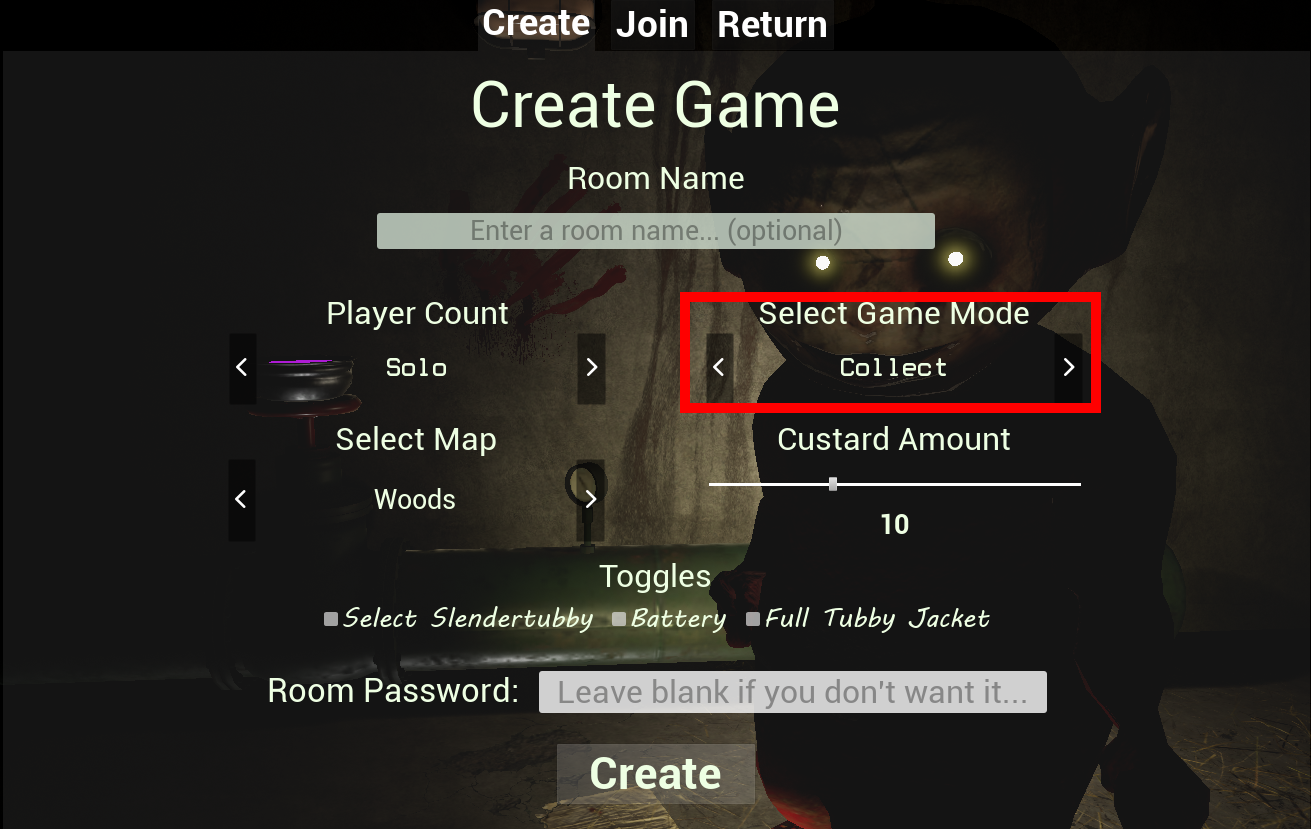 Create Join Return
Create Game
Room Name
Enter a room name... (optional)
Player Count
< Solo >
Select Game Mode
< Collect >
Select Map
< Woods >
Custard Amount
10
Toggles
Select Slendertubby Battery Full Tubby Jacket
Room Password: Leave blank if you don't want it...
Create